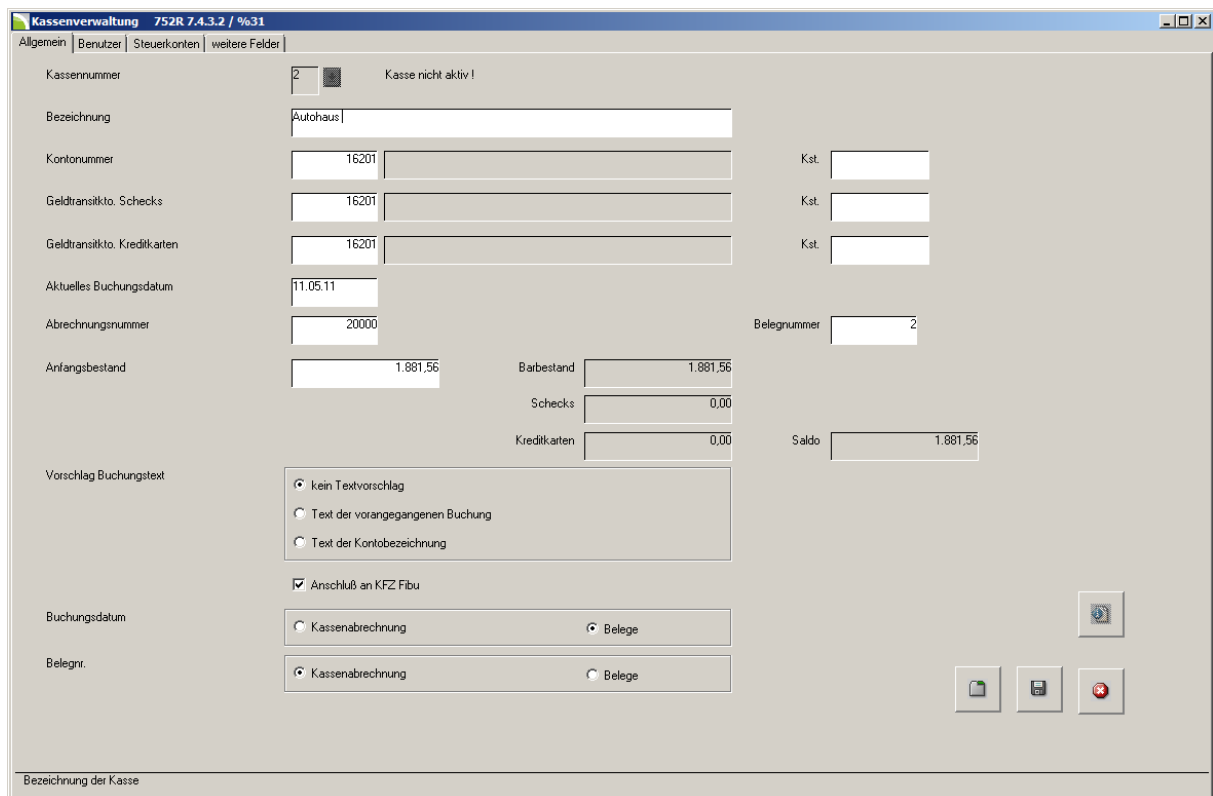 Kassenverwaltung 752R 7.4.3.2 / %31
Allgemein Benutzer Steuerkonten weitere Felder
Kassennummer 2 Kasse nicht aktiv !
Bezeichnung Autohaus
Kontonummer 16201 Kst.
Geldtransitkto. Schecks 16201 Kst.
Geldtransitkto. Kreditkarten 16201 Kst.
Aktuelles Buchungsdatum 11.05.11
Abrechnungsnummer 20000 Belegnummer 2
Anfangsbestand 1.881,56 Barbestand 1.881,56
Schecks 0,00
Kreditkarten 0,00 Saldo 1.881,56
Vorschlag Buchungstext
kein Textvorschlag
Text der vorangegangenen Buchung
Text der Kontobezeichnung
Anschluß an KFZ Fibu
Buchungsdatum Kassenabrechnung Belege
Belegnr. Kassenabrechnung Belege
Bezeichnung der Kasse